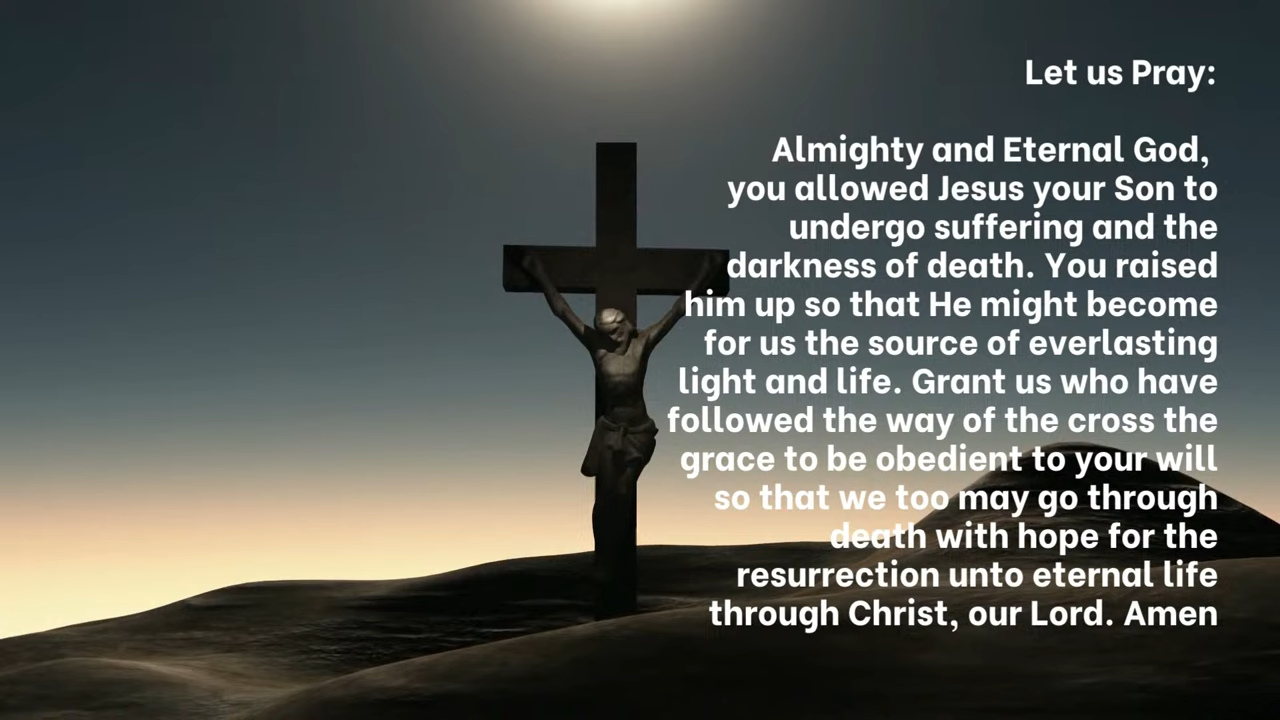 Let us Pray:
Almighty and Eternal God,
you allowed Jesus your Son to
undergo suffering and the
darkness of death. You raised
him up so that He might become
for us the source of everlasting
light and life. Grant us who have
followed the way of the cross the
grace to be obedient to your will
so that we too may go through
death with hope for the
resurrection unto eternal life
through Christ, our Lord. Amen